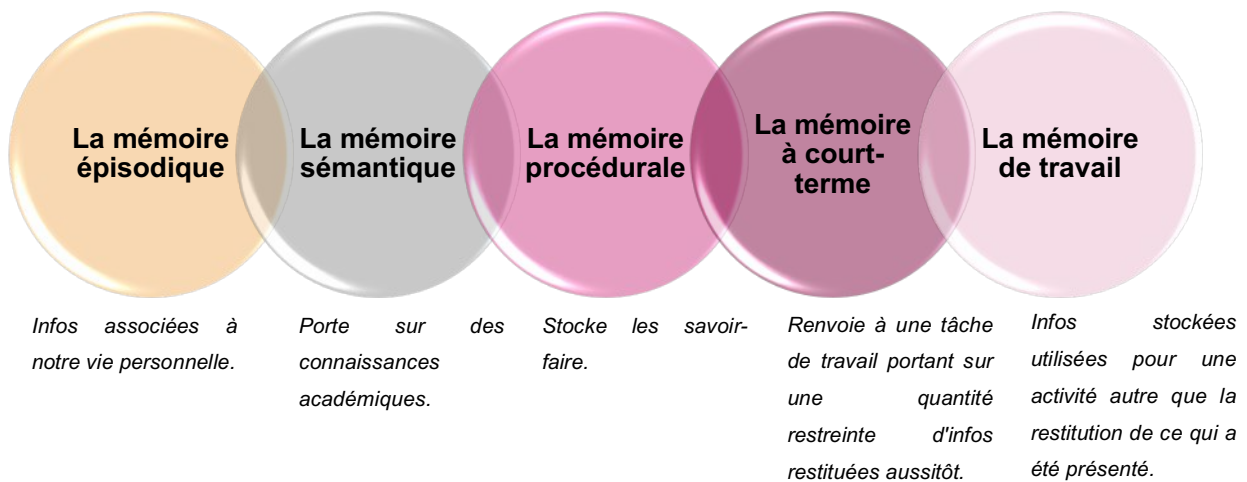 La mémoire
épisodique
La mémoire
sémantique
La mémoire
procédurale
La mémoire
à court-
terme
La mémoire
de travail
Infos associées à
notre vie personnelle.
Porte sur des
connaissances
académiques.
Stocke les savoir-
faire.
Renvoie à une tâche
de travail portant sur
une quantité
restreinte d'infos
restituées aussitôt.
Infos stockées
utilisées pour une
activité autre que la
restitution de ce qui a
été présenté.